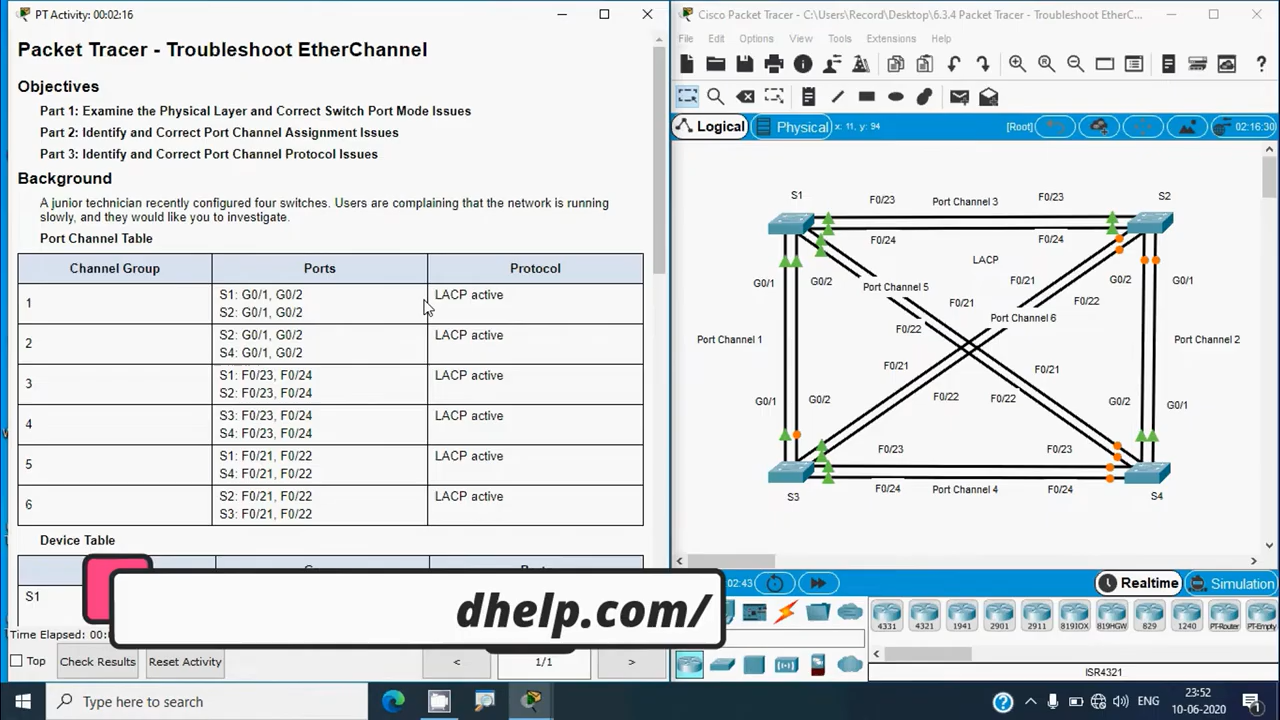 PT Activity: 00:02:16
Packet Tracer - Troubleshoot EtherChannel
Objectives
Part 1: Examine the Physical Layer and Correct Switch Port Mode Issues
Part 2: Identify and Correct Port Channel Assignment Issues
Part 3: Identify and Correct Port Channel Protocol Issues
Background
A junior technician recently configured four switches. Users are complaining that the network is running
slowly, and they would like you to investigate.
Port Channel Table
Channel Group Ports Protocol
1 S1: G0/1, G0/2 LACP active
S2: G0/1, G0/2
2 S2: G0/1, G0/2 LACP active
S4: G0/1, G0/2
3 S1: F0/23, F0/24 LACP active
S2: F0/23, F0/24
4 S3: F0/23, F0/24 LACP active
S4: F0/23, F0/24
5 S1: F0/21, F0/22 LACP active
S4: F0/21, F0/22
6 S2: F0/21, F0/22 LACP active
S3: F0/21, F0/22
Device Table
S1
dhelp.com/
Time Elapsed: 00:0
Top Check Results Reset Activity < 1/1 >
Cisco Packet Tracer - C:\Users\Record\Desktop\6.3.4 Packet Tracer - Troubleshoot EtherC...
File Edit Options View Tools Extensions Help
Logical Physical x: 11, y: 94 [Root] 02:16:30
S1 S2
F0/23 Port Channel 3 F0/23
F0/24 F0/24
LACP
G0/1 G0/2 Port Channel 5 F0/21 G0/2 G0/1
F0/21 F0/22
F0/22 Port Channel 6
Port Channel 1 Port Channel 2
F0/21 F0/21
G0/1 G0/2 F0/22 F0/22 G0/2 G0/1
F0/23 F0/23
F0/24 Port Channel 4 F0/24
S3 S4
02:43 Realtime Simulation
4331 4321 1941 2901 2911 819IOX 819HGW 829 1240 PT-Router PT-Empty
ISR4321
Type here to search
ENG
23:52
10-06-2020
1